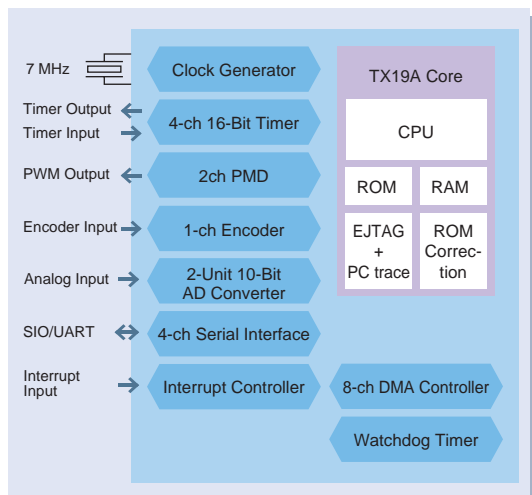 7 MHz
Clock Generator
Timer Output
Timer Input
4-ch 16-Bit Timer
PWM Output
2ch PMD
Encoder Input
1-ch Encoder
Analog Input
2-Unit 10-Bit
AD Converter
SIO/UART
4-ch Serial Interface
Interrupt
Input
Interrupt Controller
8-ch DMA Controller
Watchdog Timer
TX19A Core
CPU
ROM
RAM
EJTAG
+
PC trace
ROM
Correc-
tion